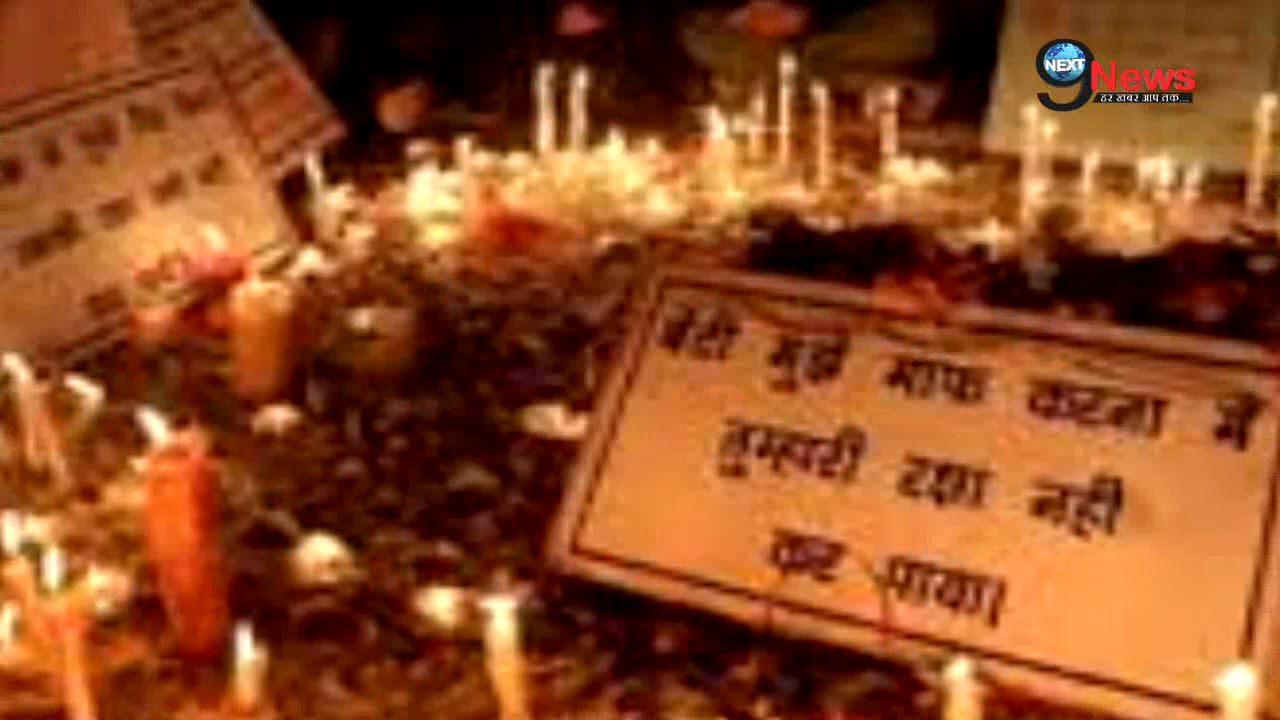 NEXT
9 News
हर खबर आप तक...
बेटी मुझे माफ करना मैं
तुम्हारी रक्षा नही
कर पाया।